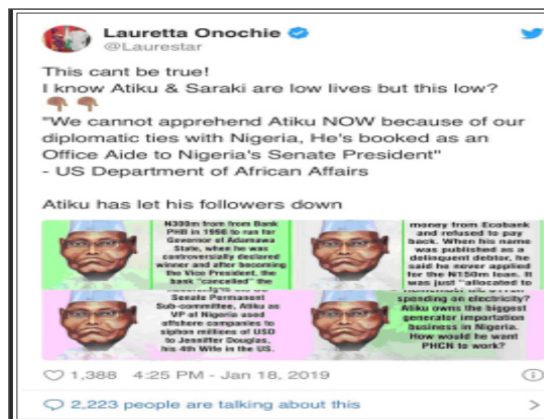 Lauretta Onochie
@Laurestar
This cant be true!
I know Atiku & Saraki are low lives but this low?
"We cannot apprehend Atiku NOW because of our
diplomatic ties with Nigeria, He's booked as an
Office Aide to Nigeria's Senate President"
- US Department of African Affairs
Atiku has let his followers down
N300m from from Bank
PHB in 1996 to run for
Governor of Adamawa
State, when he was
controversially declared
winner and after becoming
the Vice President, the
bank "cancelled" the
money from Ecobank
and refused to pay
back. When his name
was published as a
delinquent debtor, he
said he never applied
for the N150m loan. It
was just "allocated to
Senate Permanent
Sub-committee, Atiku as
VP of Nigeria used
offshore companies to
siphon millions of USD
to Jenniffer Douglas,
his 4th Wife in the US.
spending on electricity?
Atiku owns the biggest
generator importation
business in Nigeria.
How would he want
PHCN to work?
1,388 4:25 PM - Jan 18, 2019
2,223 people are talking about this